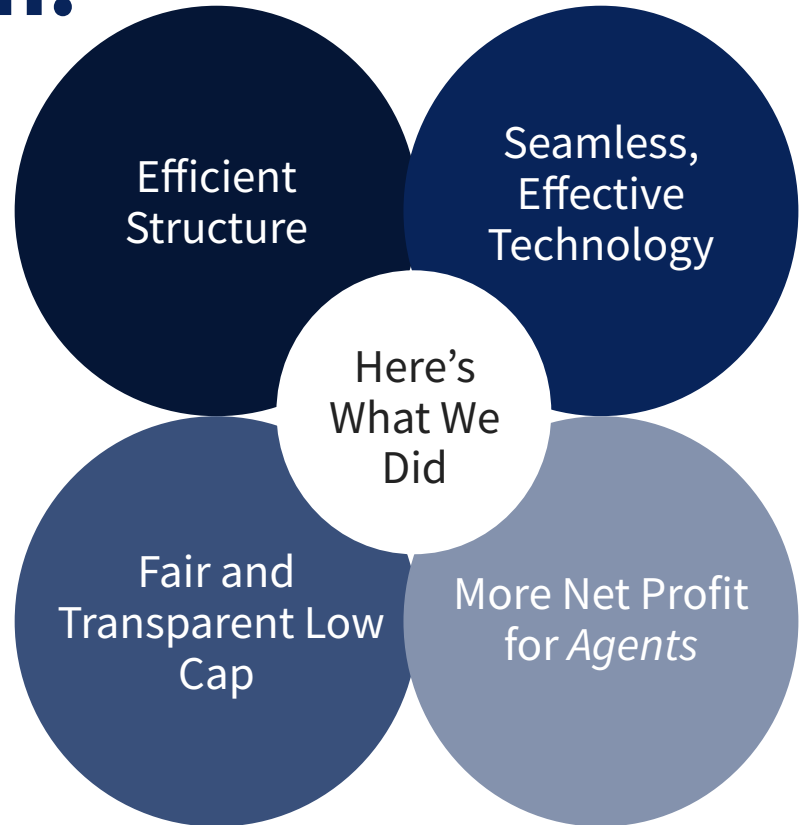 Efficient
Structure
Seamless,
Effective
Technology
Here’s
What We
Did
Fair and
Transparent Low
Cap
More Net Profit
for Agents